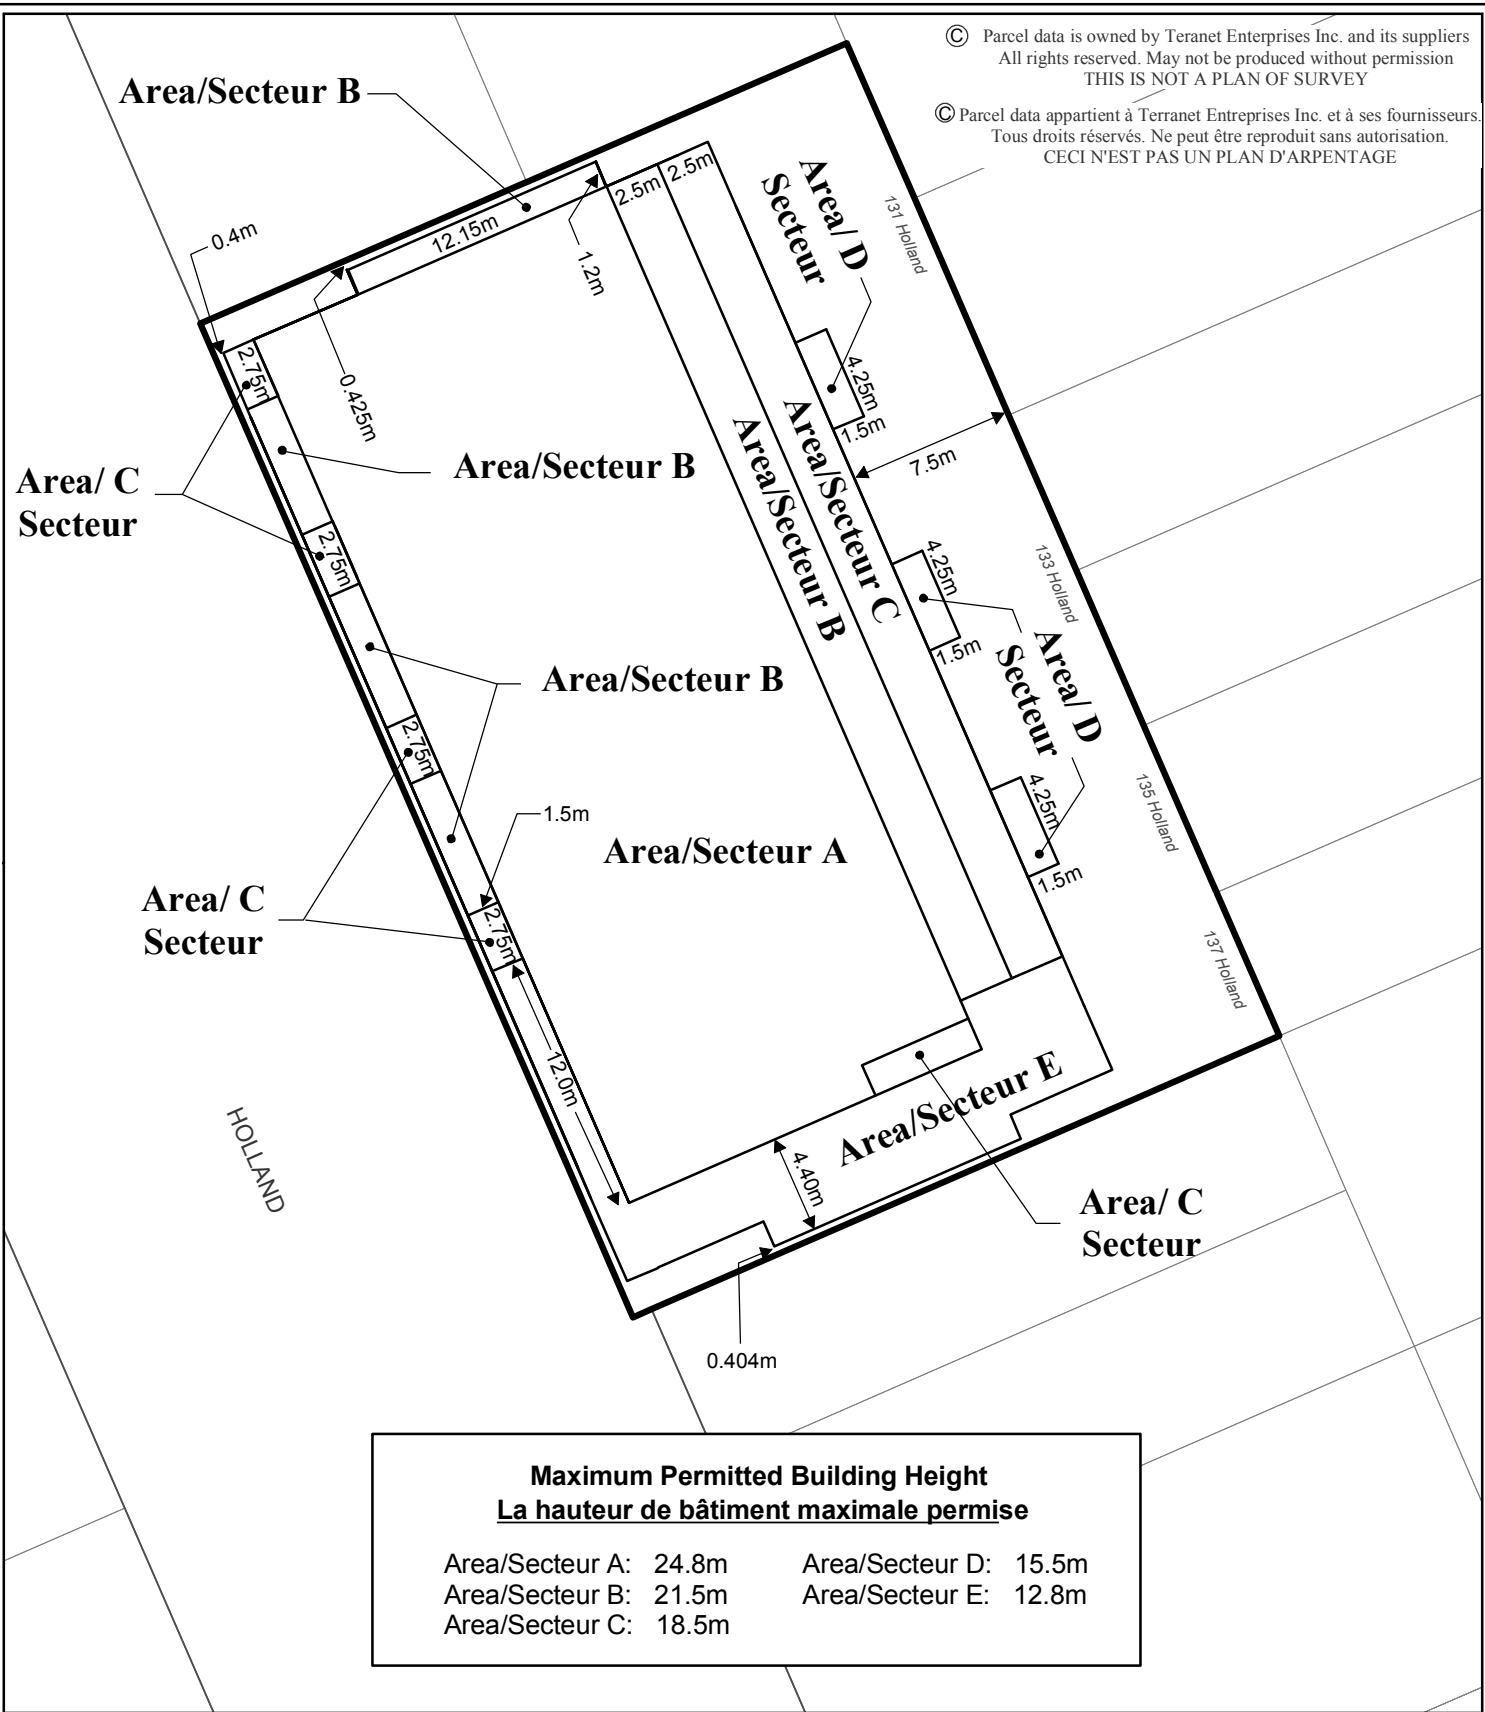 © Parcel data is owned by Teranet Enterprises Inc. and its suppliers
All rights reserved. May not be produced without permission
THIS IS NOT A PLAN OF SURVEY
© Parcel data appartient à Terranet Entreprises Inc. et à ses fournisseurs.
Tous droits réservés. Ne peut être reproduit sans autorisation.
CECI N'EST PAS UN PLAN D'ARPENTAGE
Area/Secteur B
2.5m
2.5m
Area/ D
Secteur
131 Holland
0.4m
12.15m
1.2m
2.75m
0.425m
4.25m
1.5m
7.5m
Area/Secteur B
Area/ C
Secteur
Area/Secteur B
Area/Secteur C
2.75m
4.25m
1.5m
133 Holland
Area/ D
Secteur
Area/Secteur B
2.75m
4.25m
1.5m
135 Holland
1.5m
Area/Secteur A
Area/ C
Secteur
2.75m
137 Holland
12.0m
Area/Secteur E
HOLLAND
4.40m
Area/ C
Secteur
0.404m
Maximum Permitted Building Height
La hauteur de bâtiment maximale permise
Area/Secteur A: 24.8m Area/Secteur D: 15.5m
Area/Secteur B: 21.5m Area/Secteur E: 12.8m
Area/Secteur C: 18.5m